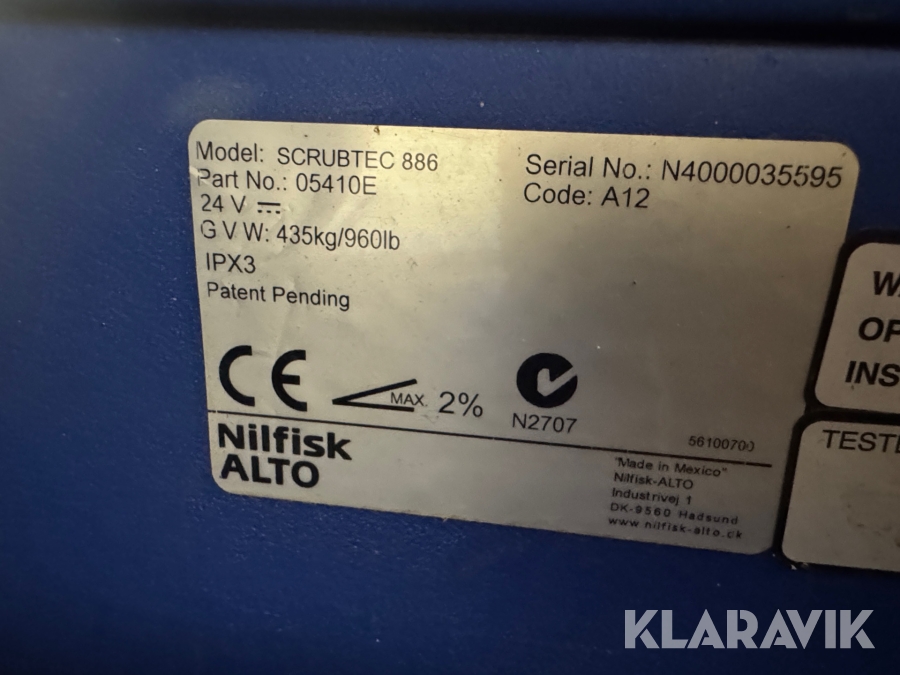 Model: SCRUBTEC 886
Part No.: 05410E
24 V
G V W: 435kg/960lb
IPX3
Patent Pending
Serial No.: N4000035595
Code: A12
CE
MAX. 2%
N2707
56100700
Nilfisk
ALTO
"Made in Mexico"
Nilfisk-ALTO
Industrivej 1
DK-9560 Hadsund
www.nilfisk-alto.dk
OP
INS
KLARAVIK